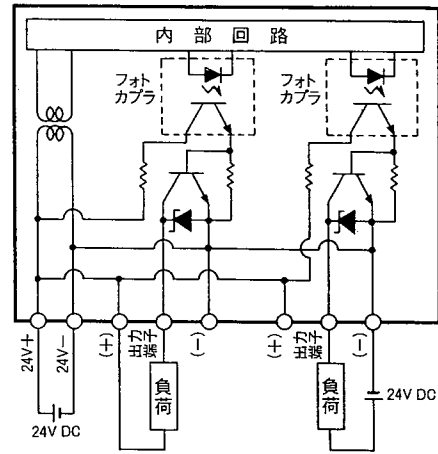 内部回路
フォト
カプラ
フォト
カプラ
24V+
24V−
(+)
出力
端子
(−)
(+)
出力
端子
(−)
負荷
負荷
24V DC
24V DC